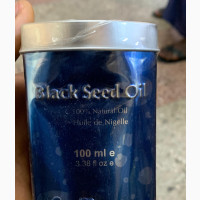 Black Seed Oil
100% Natural Oil
Huile de Nigelle
100 ml e
3.38 fl oz e